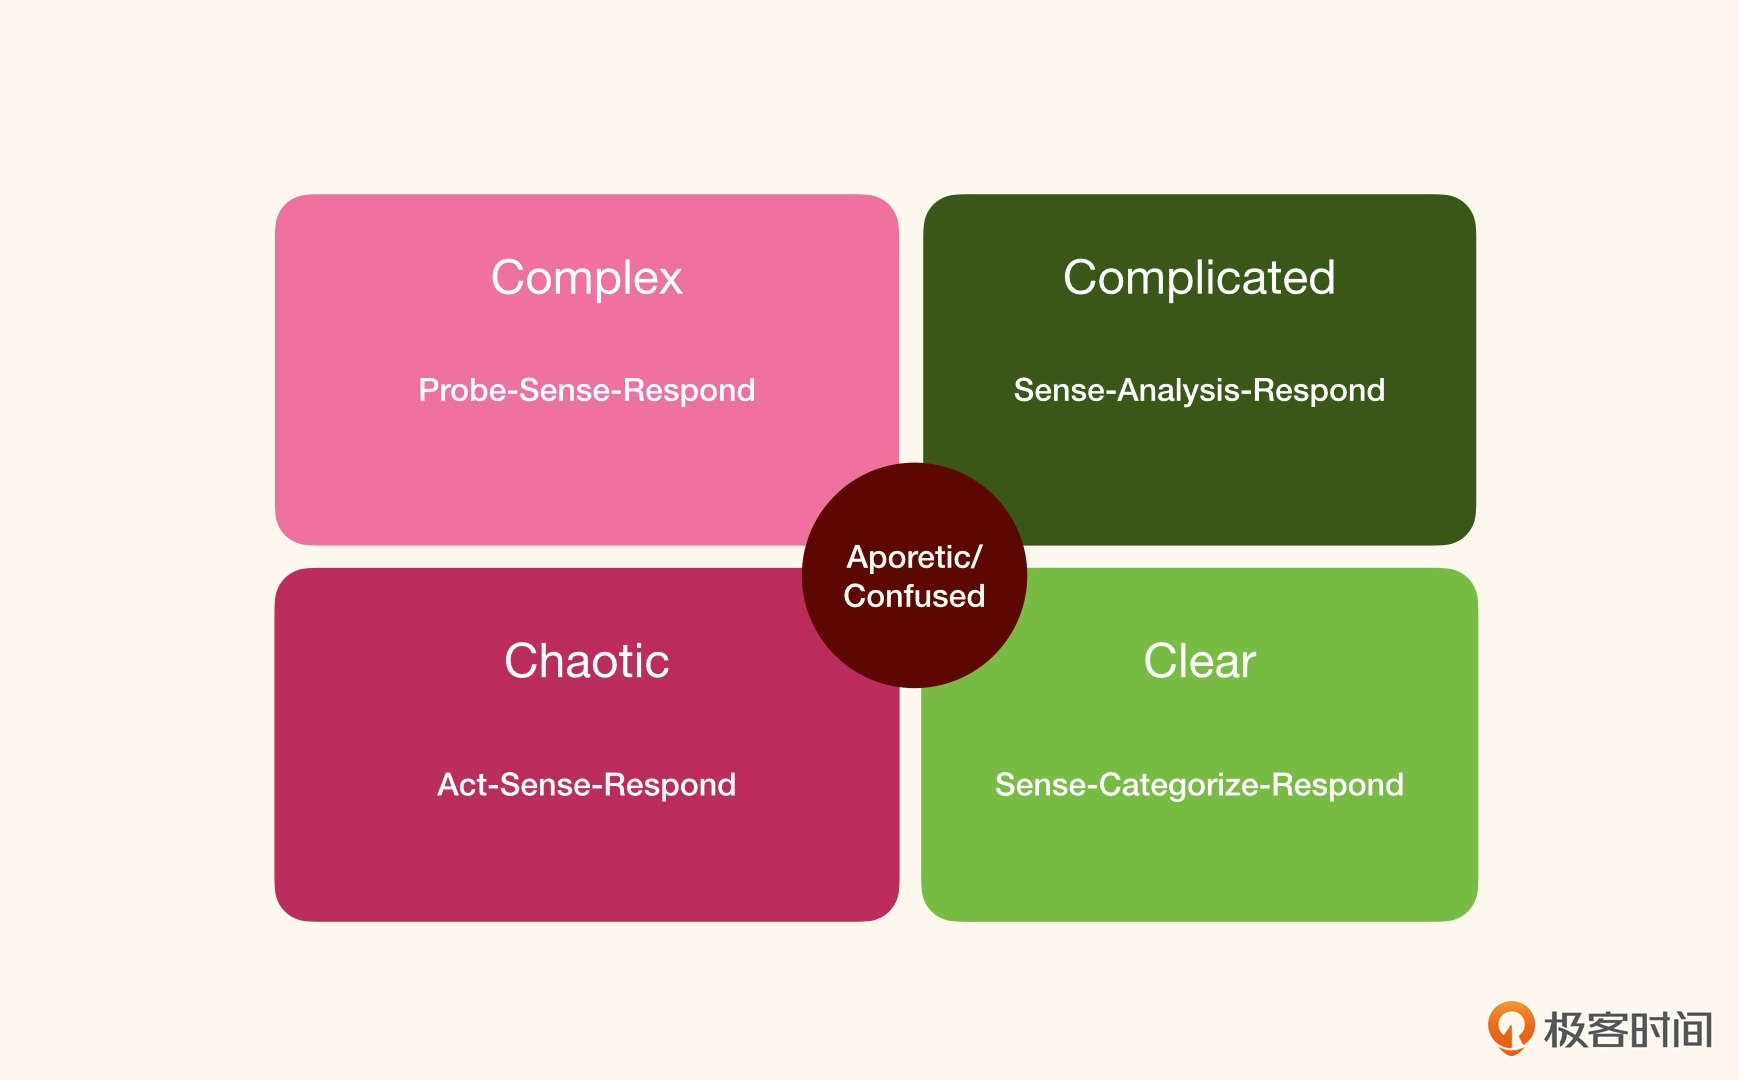 Complex
Probe-Sense-Respond
Complicated
Sense-Analysis-Respond
Aporetic/
Confused
Chaotic
Act-Sense-Respond
Clear
Sense-Categorize-Respond
极客时间